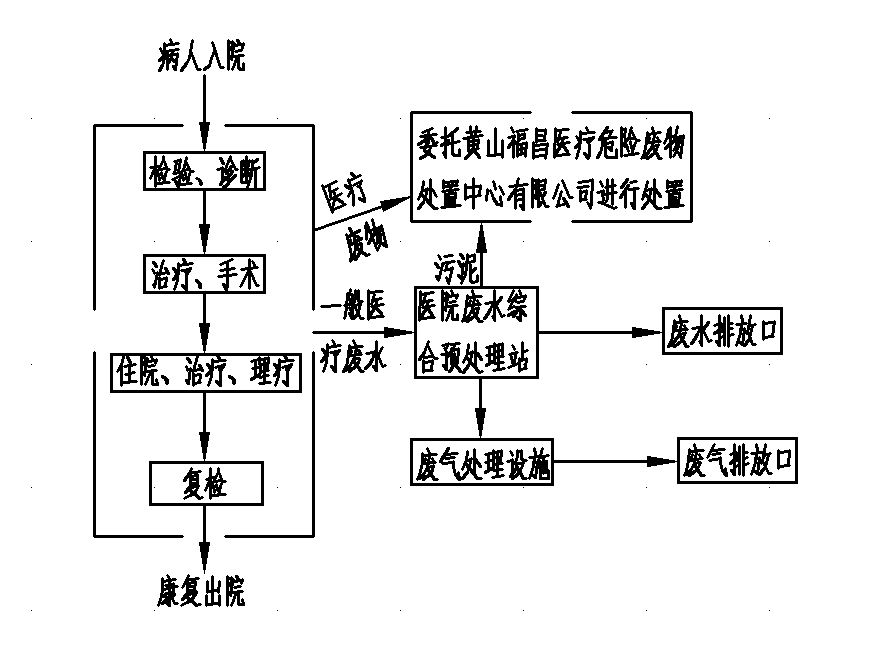 病人入院
检验、诊断
治疗、手术
住院、治疗、理疗
复检
康复出院
医疗
废物
一般医
疗废水
委托黄山福昌医疗危险废物
处置中心有限公司进行处置
污泥
医院废水综
合预处理站
废水排放口
废气处理设施
废气排放口